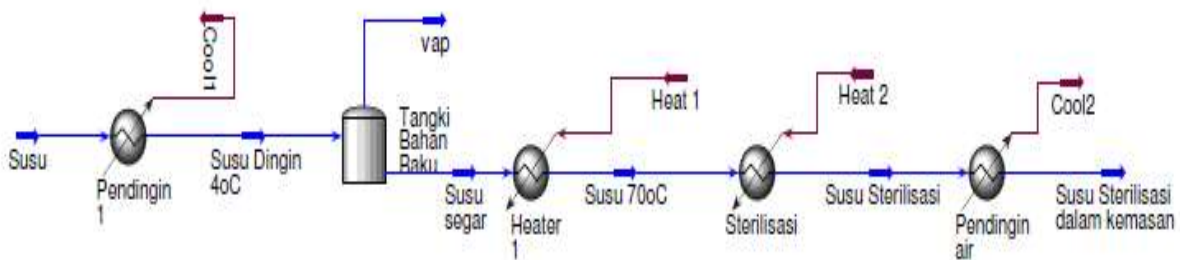 Cool1
vap
Susu
Pendingin
1
Susu Dingin
4oC
Tangki
Bahan
Baku
Susu
segar
Heat 1
Heater
1
Susu 70oC
Heat 2
Sterilisasi
Susu Sterilisasi
Cool2
Pendingin
air
Susu Sterilisasi
dalam kemasan